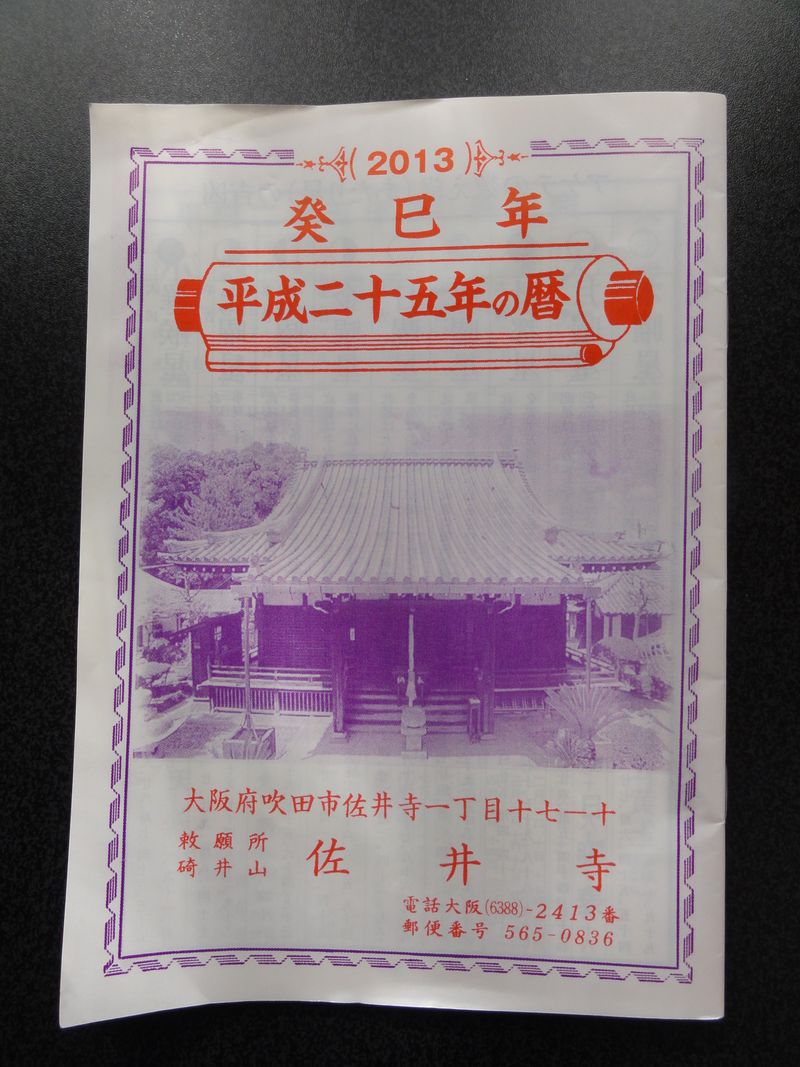 2013
癸巳年
平成二十五年の暦
大阪府吹田市佐井寺一丁目十七―十
敕願所
碕井山
佐井寺
電話大阪(6388)-2413番
郵便番号 565-0836